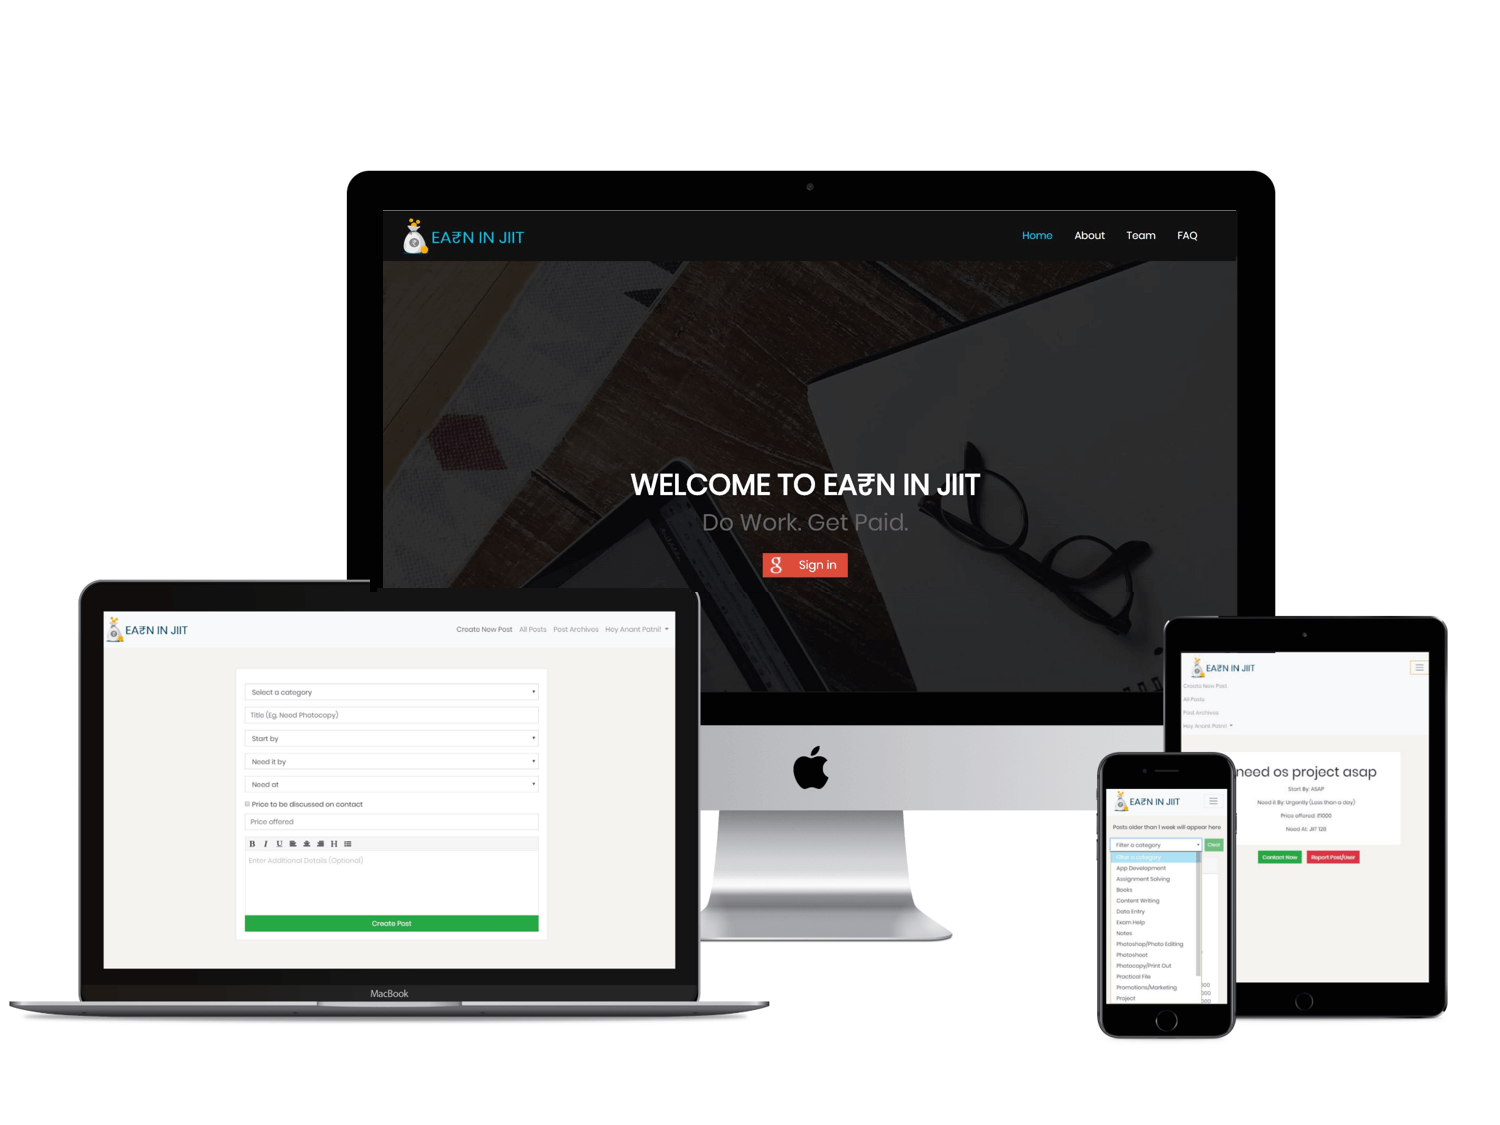 EA₹N IN JIIT
Home About Team FAQ
WELCOME TO EA₹N IN JIIT
Do Work. Get Paid.
g Sign in
EA₹N IN JIIT
Create New Post All Posts Post Archives Hey Anant Patni!
Select a category
Title (Eg. Need Photocopy)
Start by
Need it by
Need at
Price to be discussed on contact
Price offered
B I U H
Enter Additional Details (Optional)
Create Post
MacBook
EA₹N IN JIIT
Create New Post
All Posts
Post Archives
Hey Anant Patni!
need os project asap
Start By: ASAP
Need it By: Urgently (Less than a day)
Price offered: ₹1000
Need At: JIIT 128
Contact Now Report Post/User
EA₹N IN JIIT
Posts older than 1 week will appear here
Filter a category Clear
Filter a category
App Development
Assignment Solving
Books
Content Writing
Data Entry
Exam Help
Notes
Photoshop/Photo Editing
Photoshoot
Photocopy/Print Out
Practical File
Promotions/Marketing
Project